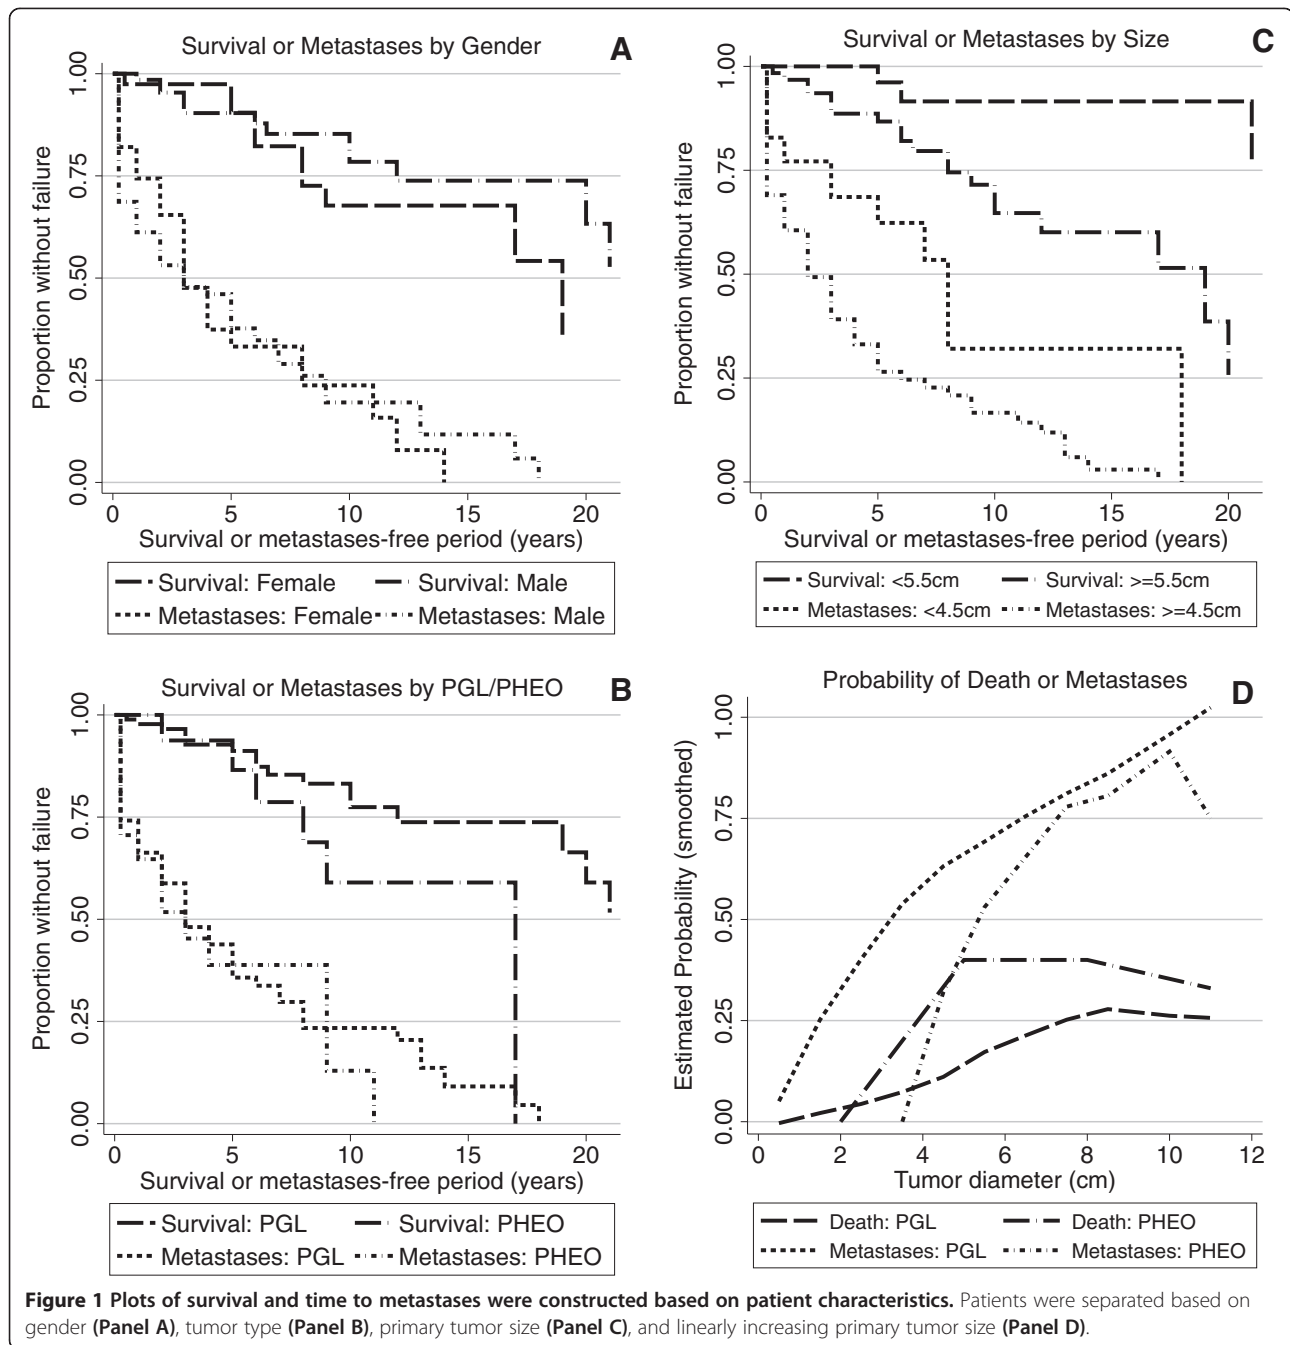 Survival or Metastases by Gender
A
Proportion without failure
1.00
0.75
0.50
0.25
0.00
0 5 10 15 20
Survival or metastases-free period (years)
Survival: Female Survival: Male
Metastases: Female Metastases: Male
Survival or Metastases by Size
C
Proportion without failure
1.00
0.75
0.50
0.25
0.00
0 5 10 15 20
Survival or metastases-free period (years)
Survival: <5.5cm Survival: >=5.5cm
Metastases: <4.5cm Metastases: >=4.5cm
Survival or Metastases by PGL/PHEO
B
Proportion without failure
1.00
0.75
0.50
0.25
0.00
0 5 10 15 20
Survival or metastases-free period (years)
Survival: PGL Survival: PHEO
Metastases: PGL Metastases: PHEO
Probability of Death or Metastases
D
Estimated Probability (smoothed)
1.00
0.75
0.50
0.25
0.00
0 2 4 6 8 10 12
Tumor diameter (cm)
Death: PGL Death: PHEO
Metastases: PGL Metastases: PHEO
Figure 1 Plots of survival and time to metastases were constructed based on patient characteristics. Patients were separated based on
gender (Panel A), tumor type (Panel B), primary tumor size (Panel C), and linearly increasing primary tumor size (Panel D).